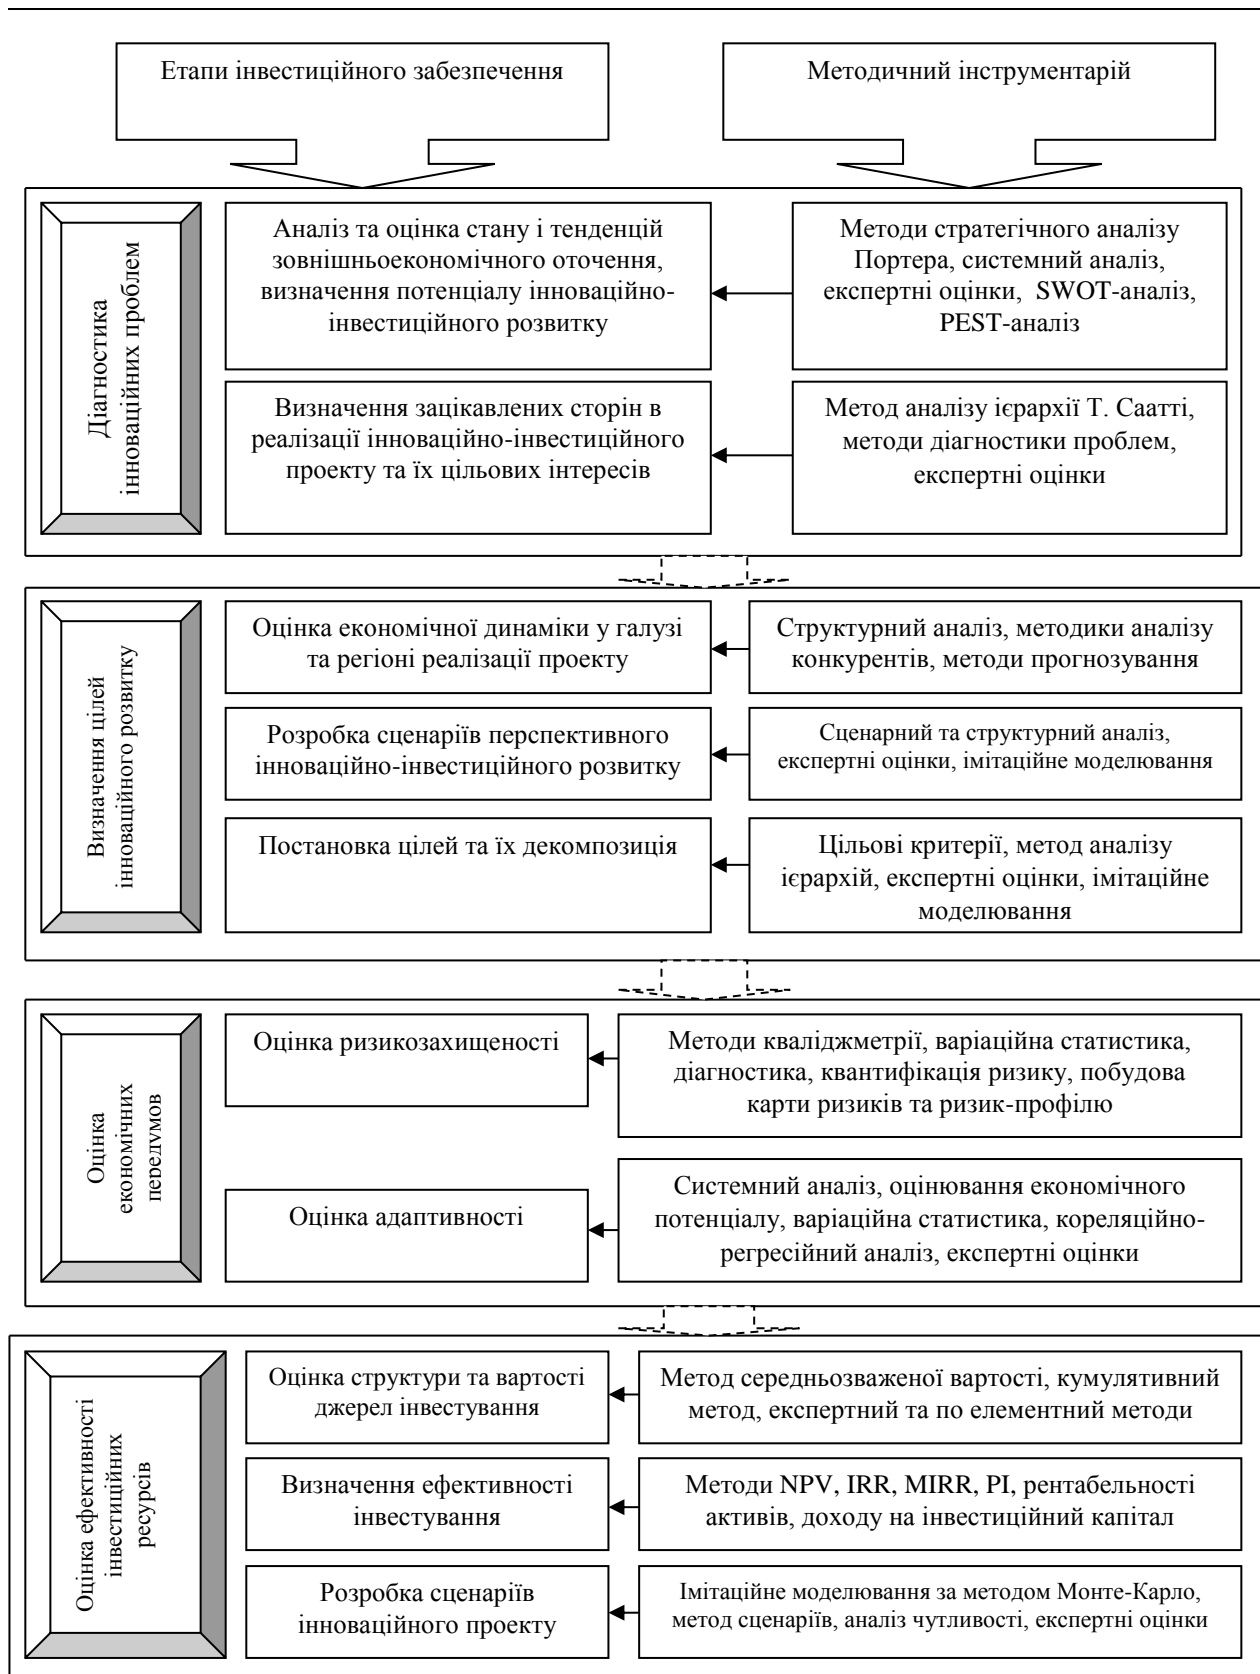 Етапи інвестиційного забезпечення
Методичний інструментарій
Діагностика
інноваційних проблем
Аналіз та оцінка стану і тенденцій
зовнішньоекономічного оточення,
визначення потенціалу інноваційно-
інвестиційного розвитку
Методи стратегічного аналізу
Портера, системний аналіз,
експертні оцінки, SWOT-аналіз,
PEST-аналіз
Визначення зацікавлених сторін в
реалізації інноваційно-інвестиційного
проекту та їх цільових інтересів
Метод аналізу ієрархії Т. Сааті,
методи діагностики проблем,
експертні оцінки
Визначення цілей
інноваційного розвитку
Оцінка економічної динаміки у галузі
та регіоні реалізації проекту
Структурний аналіз, методики аналізу
конкурентів, методи прогнозування
Розробка сценаріїв перспективного
інноваційно-інвестиційного розвитку
Сценарний та структурний аналіз,
експертні оцінки, імітаційне моделювання
Постановка цілей та їх декомпозиція
Цільові критерії, метод аналізу
ієрархій, експертні оцінки, імітаційне
моделювання
Оцінка
економічних
передумов
Оцінка ризикозахищеності
Методи кваліджметрії, варіаційна статистика,
діагностика, квантифікація ризику, побудова
карти ризиків та ризик-профілю
Оцінка адаптивності
Системний аналіз, оцінювання економічного
потенціалу, варіаційна статистика, кореляційно-
регресійний аналіз, експертні оцінки
Оцінка ефективності
інвестиційних
ресурсів
Оцінка структури та вартості
джерел інвестування
Метод середньозваженої вартості, кумулятивний
метод, експертний та по елементний методи
Визначення ефективності
інвестування
Методи NPV, IRR, MIRR, PI, рентабельності
активів, доходу на інвестиційний капітал
Розробка сценаріїв
інноваційного проекту
Імітаційне моделювання за методом Монте-Карло,
метод сценаріїв, аналіз чутливості, експертні оцінки